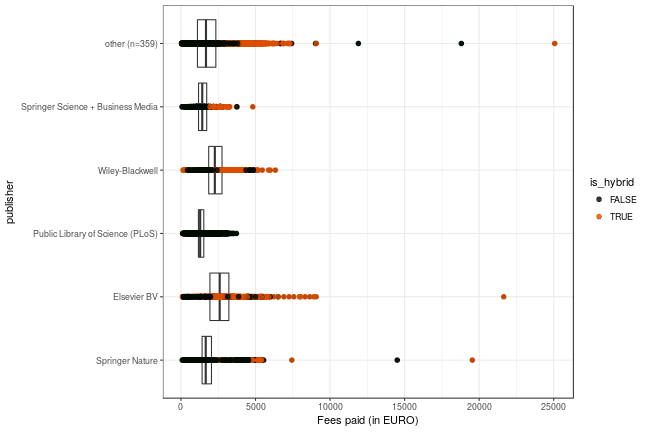 other (n=359)
Springer Science + Business Media
Wiley-Blackwell
Public Library of Science (PLoS)
Elsevier BV
Springer Nature
publisher
0 5000 10000 15000 20000 25000
Fees paid (in EURO)
is_hybrid
FALSE
TRUE